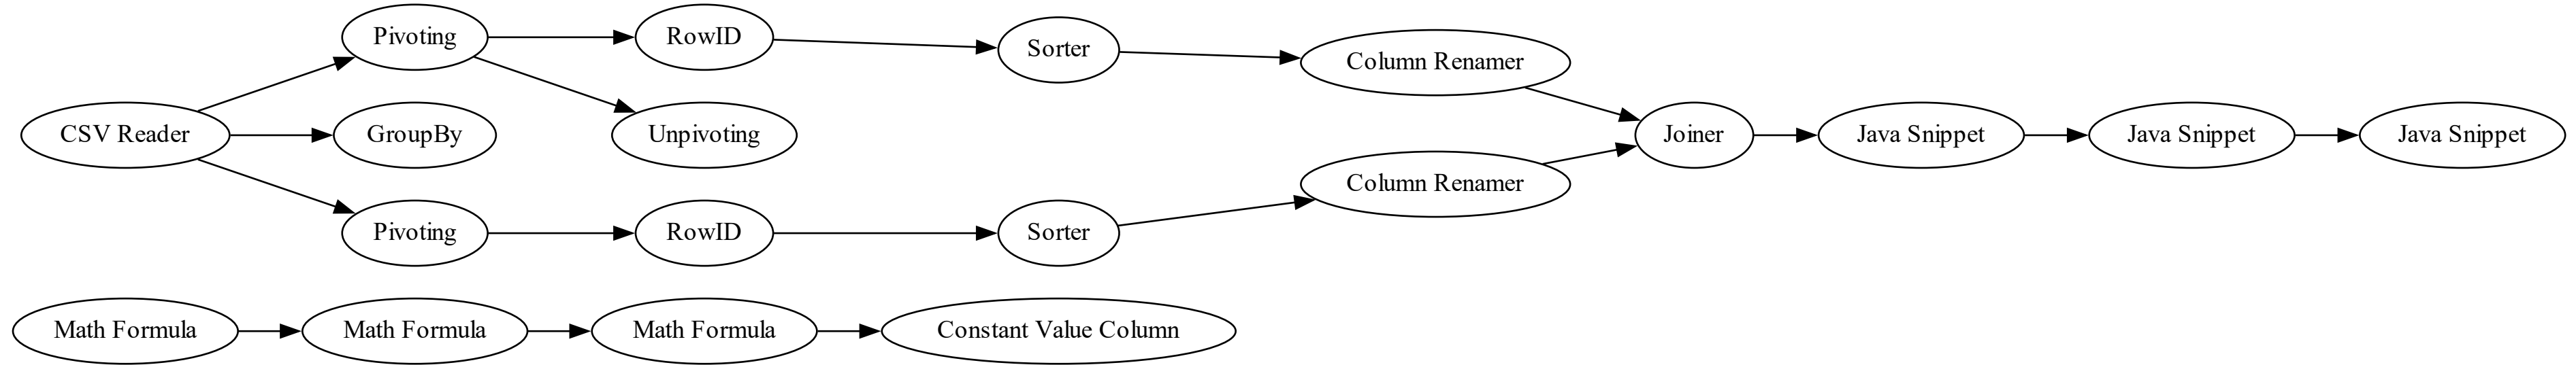 Pivoting
RowID
Sorter
Column Renamer
CSV Reader
GroupBy
Unpivoting
Joiner
Java Snippet
Java Snippet
Java Snippet
Column Renamer
Pivoting
RowID
Sorter
Math Formula
Math Formula
Math Formula
Constant Value Column